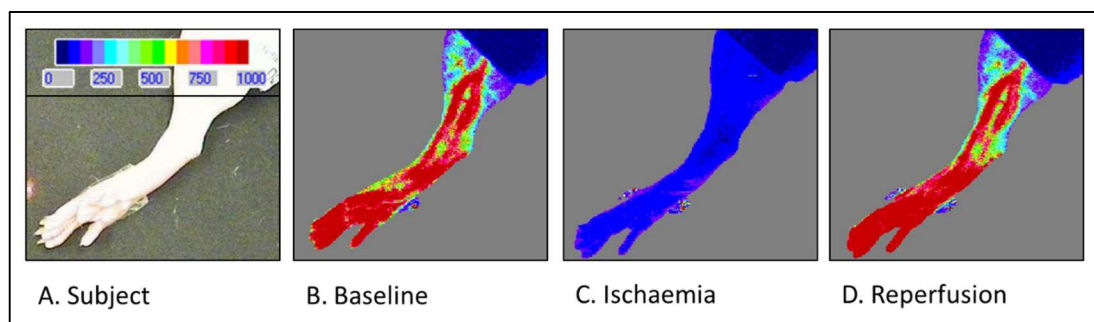 0 250 500 750 1000
A. Subject
B. Baseline
C. Ischaemia
D. Reperfusion